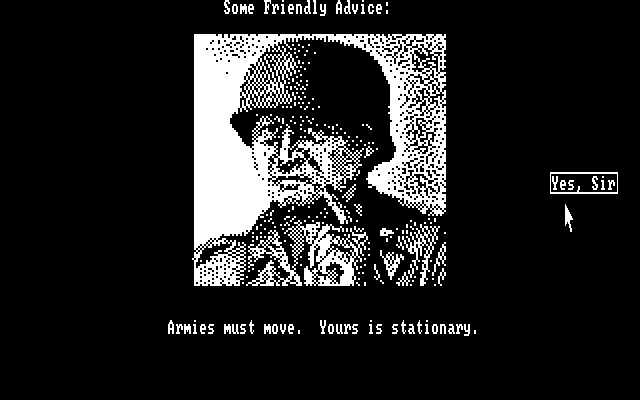 Some Friendly Advice:
Yes, Sir
Armies must move.  Yours is stationary.